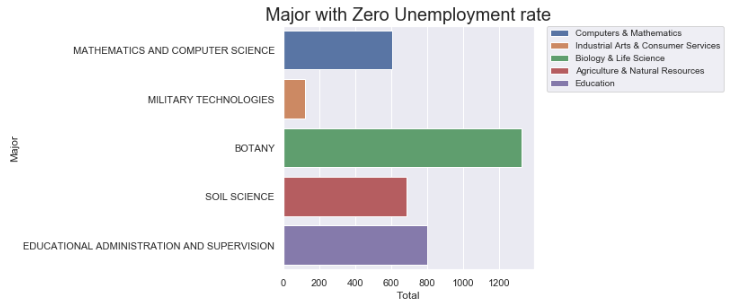 Major with Zero Unemployment rate
Computers & Mathematics
Industrial Arts & Consumer Services
Biology & Life Science
Agriculture & Natural Resources
Education
Major
MATHEMATICS AND COMPUTER SCIENCE
MILITARY TECHNOLOGIES
BOTANY
SOIL SCIENCE
EDUCATIONAL ADMINISTRATION AND SUPERVISION
0 200 400 600 800 1000 1200
Total